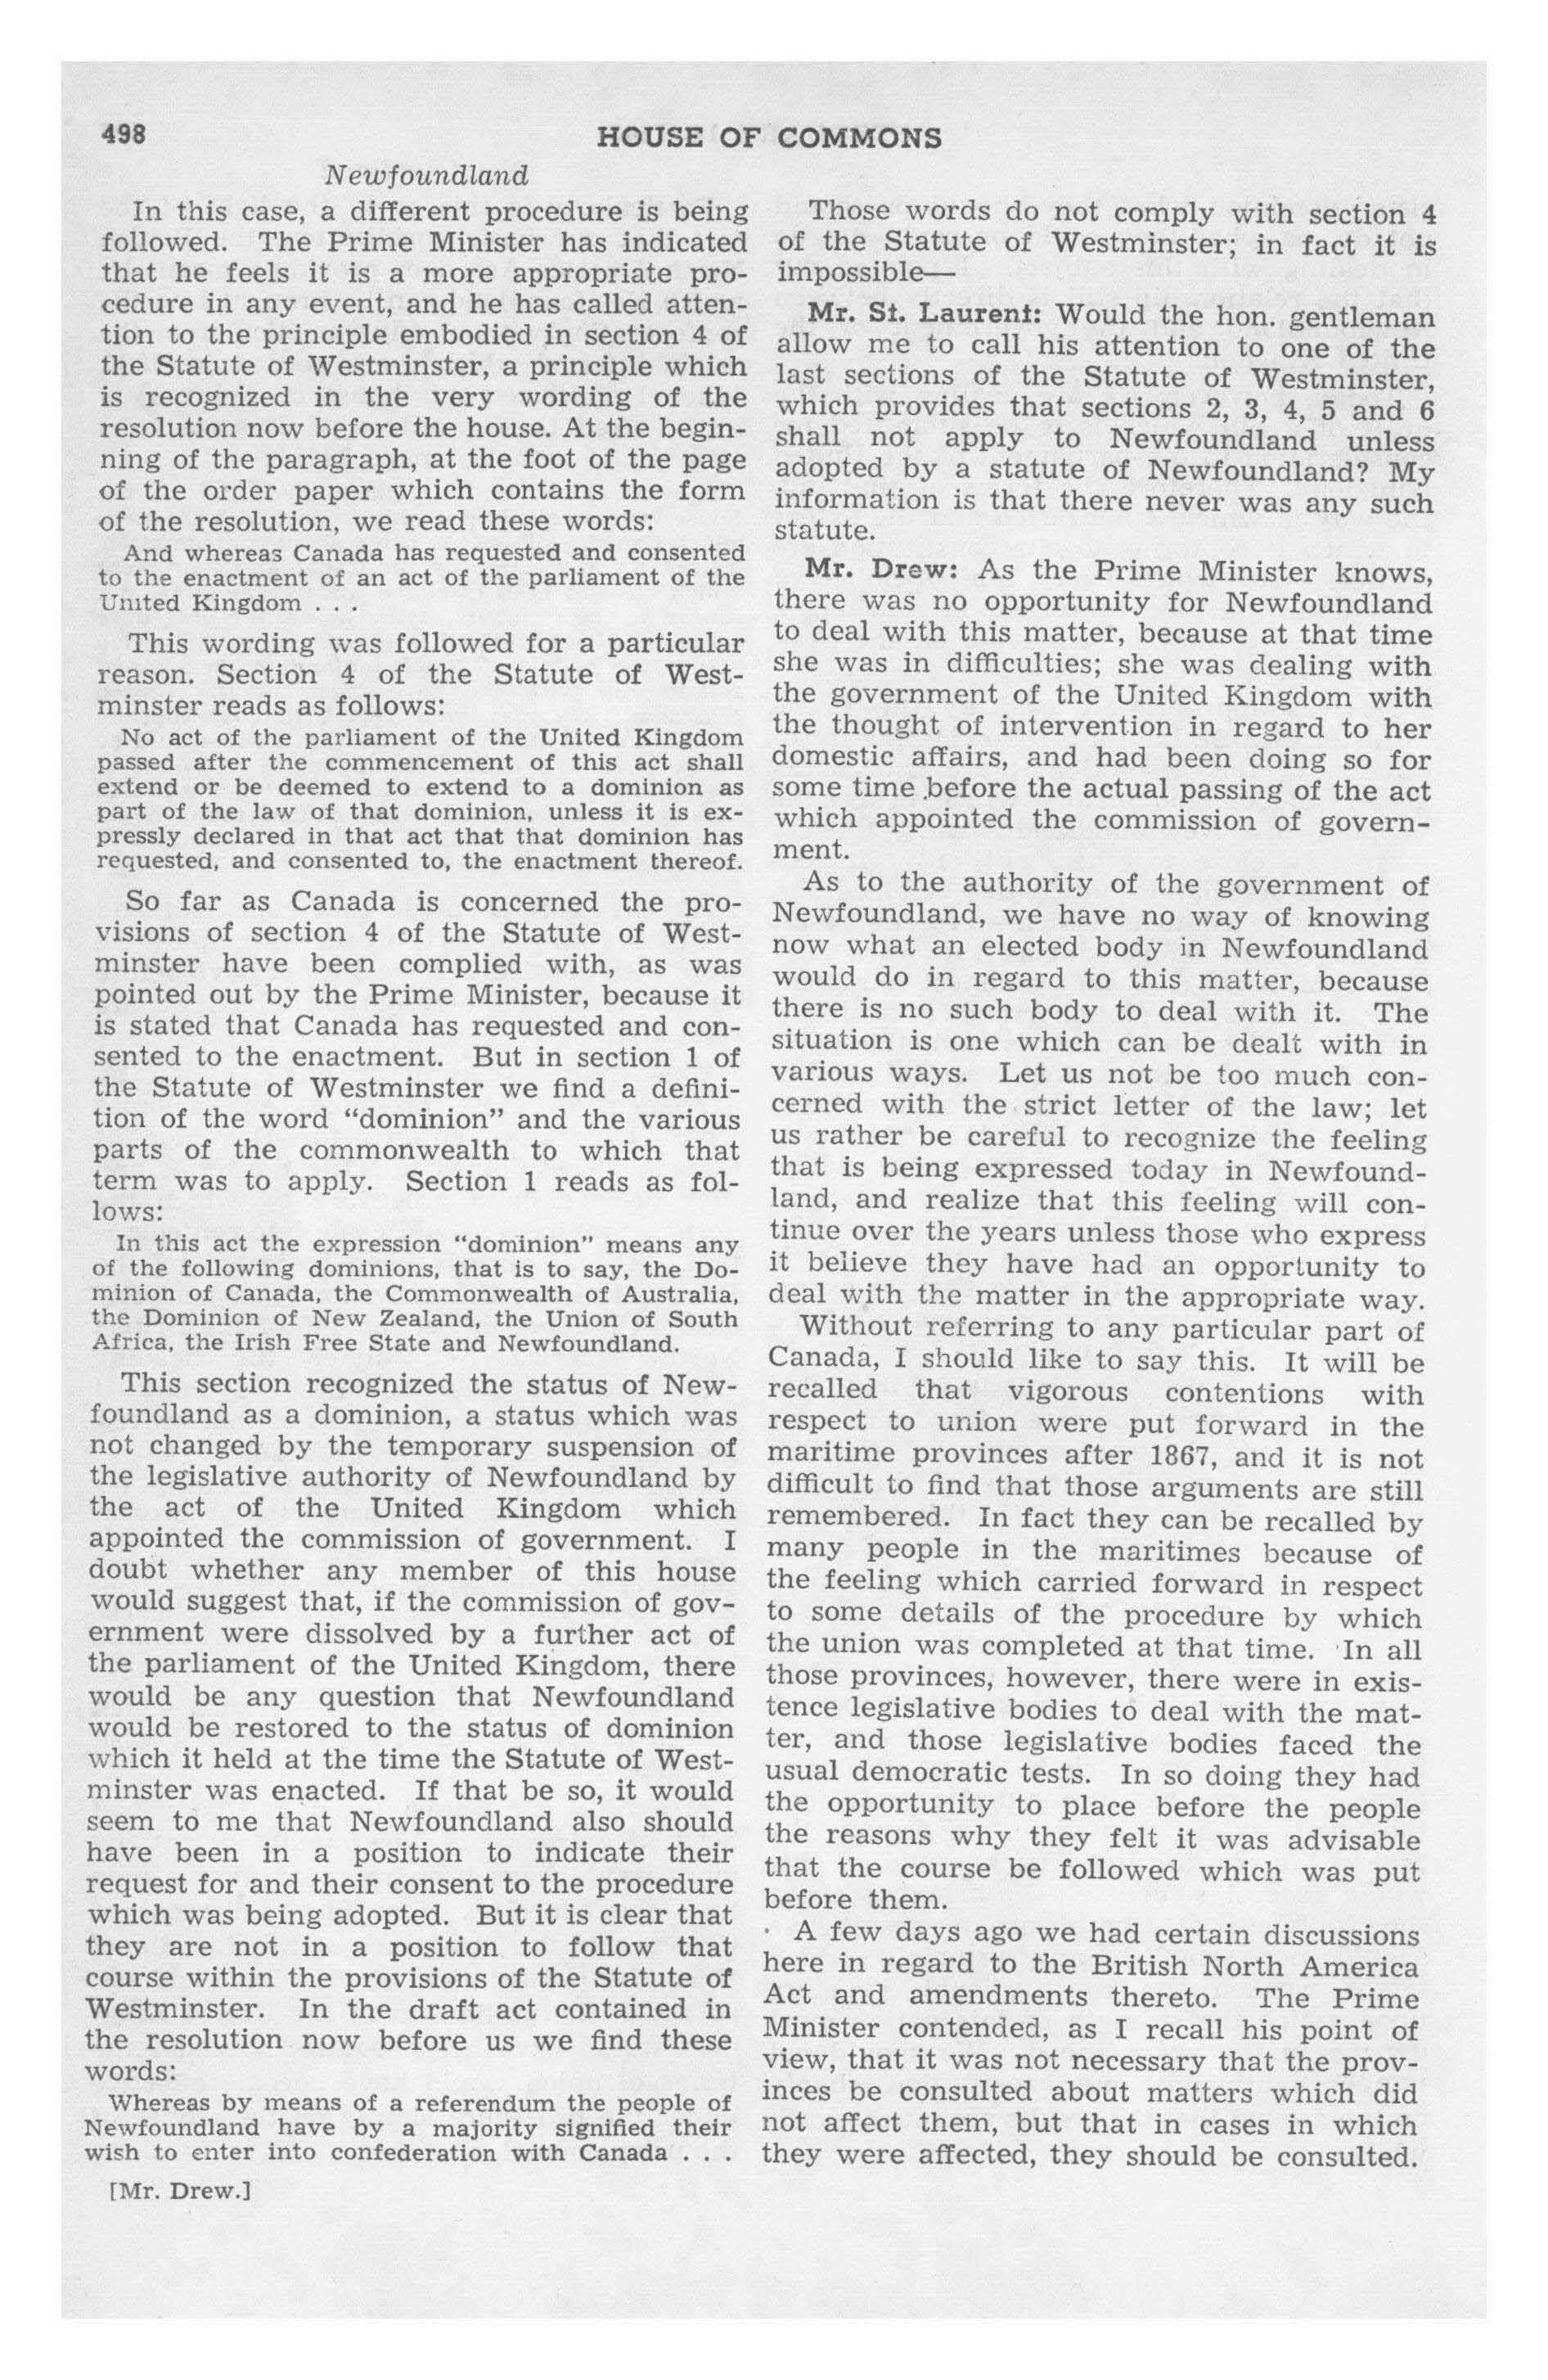 498
HOUSE OF COMMONS
Newfoundland
In this case, a different procedure is being
followed. The Prime Minister has indicated
that he feels it is a more appropriate pro-
cedure in any event, and he has called atten-
tion to the principle embodied in section 4 of
the Statute of Westminster, a principle which
is recognized in the very wording of the
resolution now before the house. At the begin-
ning of the paragraph, at the foot of the page
of the order paper which contains the form
of the resolution, we read these words:
And whereas Canada has requested and consented
to the enactment of an act of the parliament of the
United Kingdom . . .
This wording was followed for a particular
reason. Section 4 of the Statute of West-
minster reads as follows:
No act of the parliament of the United Kingdom
passed after the commencement of this act shall
extend or be deemed to extend to a dominion as
part of the law of that dominion, unless it is ex-
pressly declared in that act that that dominion has
requested, and consented to, the enactment thereof.
So far as Canada is concerned the pro-
visions of section 4 of the Statute of West-
minster have been complied with, as was
pointed out by the Prime Minister, because it
is stated that Canada has requested and con-
sented to the enactment. But in section 1 of
the Statute of Westminster we find a defini-
tion of the word "dominion" and the various
parts of the commonwealth to which that
term was to apply. Section 1 reads as fol-
lows:
In this act the expression "dominion" means any
of the following dominions, that is to say, the Do-
minion of Canada, the Commonwealth of Australia,
the Dominion of New Zealand, the Union of South
Africa, the Irish Free State and Newfoundland.
This section recognized the status of New-
foundland as a dominion, a status which was
not changed by the temporary suspension of
the legislative authority of Newfoundland by
the act of the United Kingdom which
appointed the commission of government. I
doubt whether any member of this house
would suggest that, if the commission of gov-
ernment were dissolved by a further act of
the parliament of the United Kingdom, there
would be any question that Newfoundland
would be restored to the status of dominion
which it held at the time the Statute of West-
minster was enacted. If that be so, it would
seem to me that Newfoundland also should
have been in a position to indicate their
request for and their consent to the procedure
which was being adopted. But it is clear that
they are not in a position to follow that
course within the provisions of the Statute of
Westminster. In the draft act contained in
the resolution now before us we find these
words:
Whereas by means of a referendum the people of
Newfoundland have by a majority signified their
wish to enter into confederation with Canada . . .
[Mr. Drew.]
Those words do not comply with section 4
of the Statute of Westminster; in fact it is
impossible—
Mr. St. Laurent: Would the hon. gentleman
allow me to call his attention to one of the
last sections of the Statute of Westminster,
which provides that sections 2, 3, 4, 5 and 6
shall not apply to Newfoundland unless
adopted by a statute of Newfoundland? My
information is that there never was any such
statute.
Mr. Drew: As the Prime Minister knows,
there was no opportunity for Newfoundland
to deal with this matter, because at that time
she was in difficulties; she was dealing with
the government of the United Kingdom with
the thought of intervention in regard to her
domestic affairs, and had been doing so for
some time before the actual passing of the act
which appointed the commission of govern-
ment.
As to the authority of the government of
Newfoundland, we have no way of knowing
now what an elected body in Newfoundland
would do in regard to this matter, because
there is no such body to deal with it. The
situation is one which can be dealt with in
various ways. Let us not be too much con-
cerned with the strict letter of the law; let
us rather be careful to recognize the feeling
that is being expressed today in Newfound-
land, and realize that this feeling will con-
tinue over the years unless those who express
it believe they have had an opportunity to
deal with the matter in the appropriate way.
Without referring to any particular part of
Canada, I should like to say this. It will be
recalled that vigorous contentions with
respect to union were put forward in the
maritime provinces after 1867, and it is not
difficult to find that those arguments are still
remembered. In fact they can be recalled by
many people in the maritimes because of
the feeling which carried forward in respect
to some details of the procedure by which
the union was completed at that time. In all
those provinces, however, there were in exis-
tence legislative bodies to deal with the mat-
ter, and those legislative bodies faced the
usual democratic tests. In so doing they had
the opportunity to place before the people
the reasons why they felt it was advisable
that the course be followed which was put
before them.
A few days ago we had certain discussions
here in regard to the British North America
Act and amendments thereto. The Prime
Minister contended, as I recall his point of
view, that it was not necessary that the prov-
inces be consulted about matters which did
not affect them, but that in cases in which
they were affected, they should be consulted.